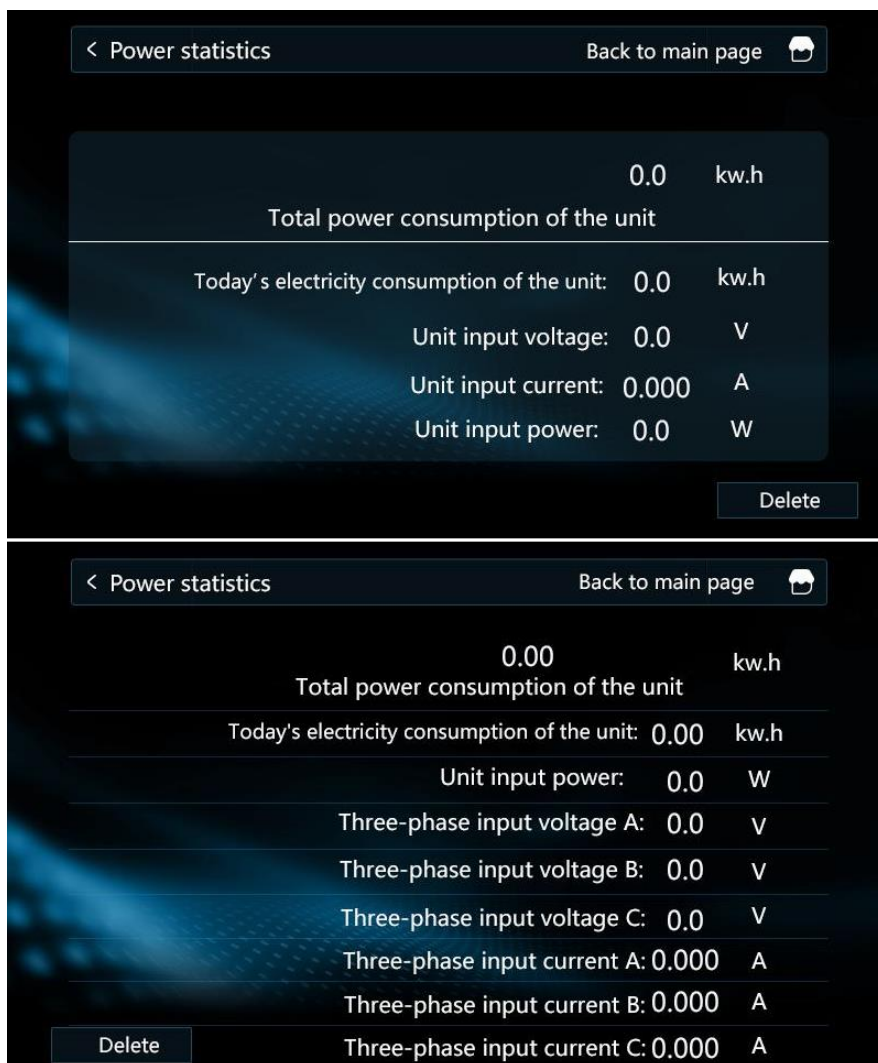 < Power statistics Back to main page
0.0 kw.h
Total power consumption of the unit
Today's electricity consumption of the unit: 0.0 kw.h
Unit input voltage: 0.0 V
Unit input current: 0.000 A
Unit input power: 0.0 W
Delete
< Power statistics Back to main page
0.00 kw.h
Total power consumption of the unit
Today's electricity consumption of the unit: 0.00 kw.h
Unit input power: 0.0 W
Three-phase input voltage A: 0.0 V
Three-phase input voltage B: 0.0 V
Three-phase input voltage C: 0.0 V
Three-phase input current A: 0.000 A
Three-phase input current B: 0.000 A
Delete Three-phase input current C: 0.000 A